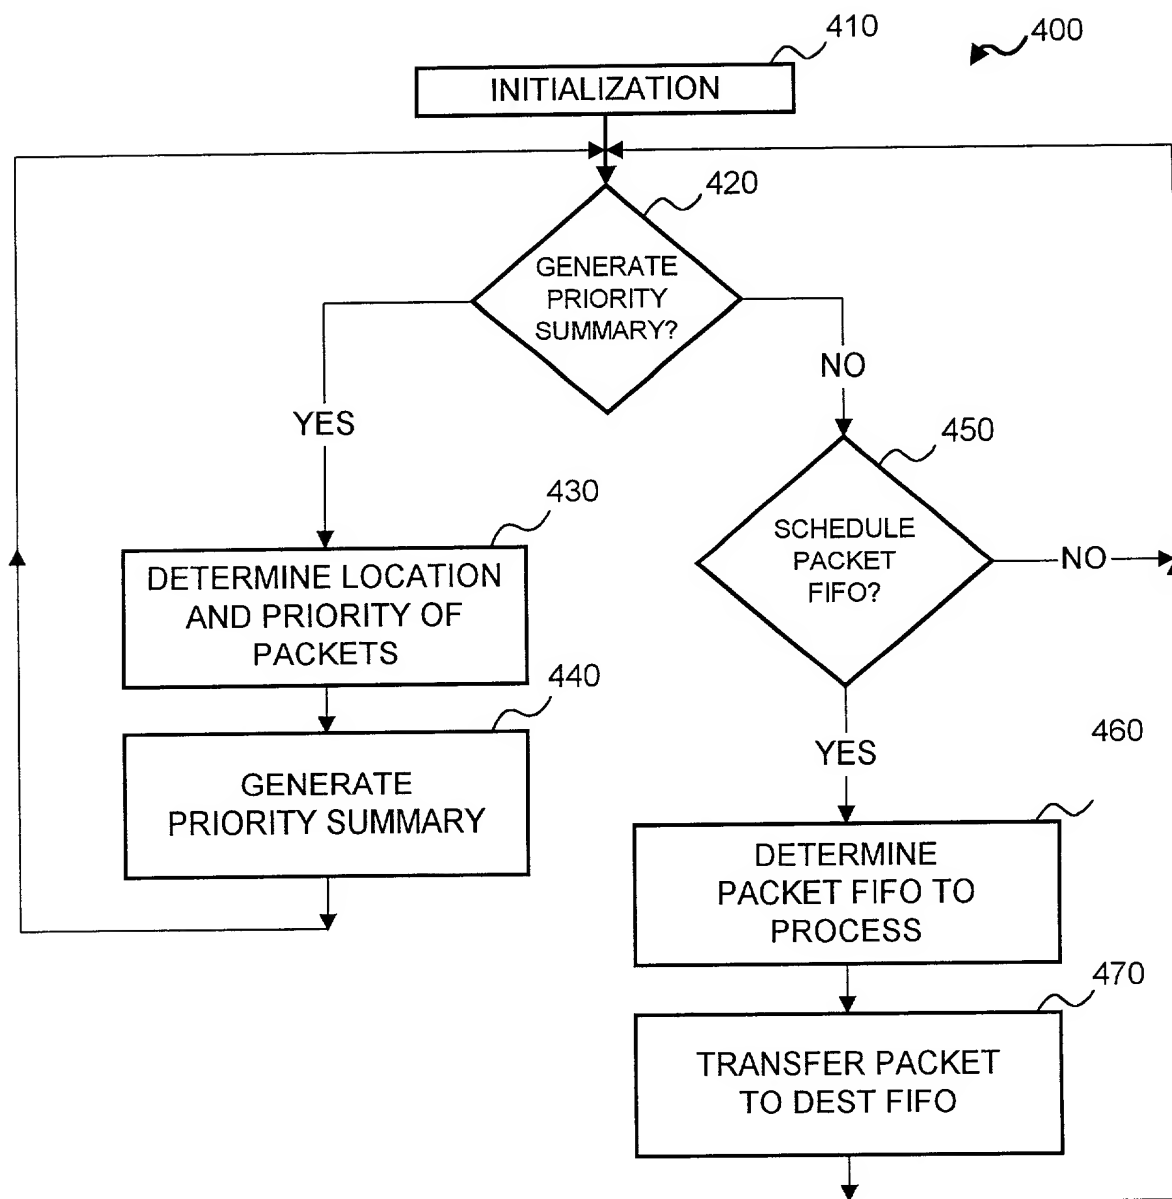 410
400
INITIALIZATION
420
GENERATE
PRIORITY
SUMMARY?
NO
YES
450
430
SCHEDULE
PACKET
FIFO?
NO
DETERMINE LOCATION
AND PRIORITY OF
PACKETS
440
460
YES
GENERATE
PRIORITY SUMMARY
DETERMINE
PACKET FIFO TO
PROCESS
470
TRANSFER PACKET
TO DEST FIFO